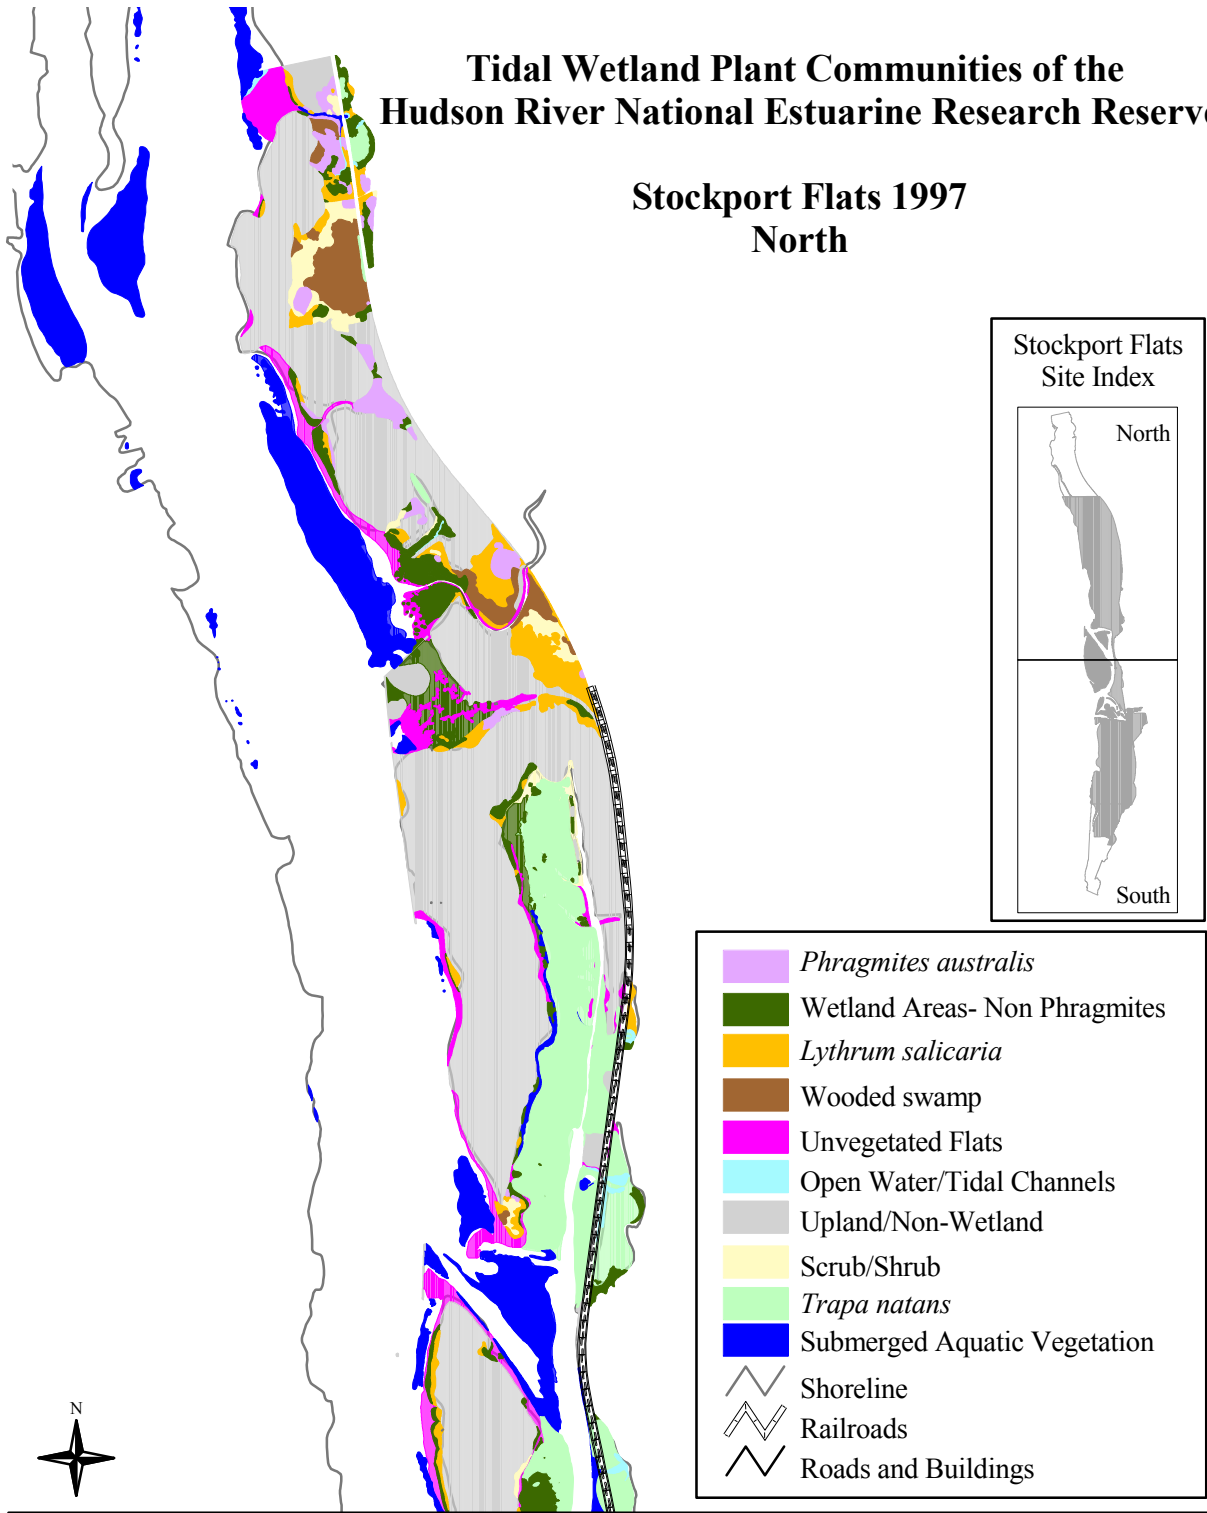 Tidal Wetland Plant Communities of the
Hudson River National Estuarine Research Reserve
Stockport Flats 1997
North
Stockport Flats
Site Index
North
South
Phragmites australis
Wetland Areas- Non Phragmites
Lythrum salicaria
Wooded swamp
Unvegetated Flats
Open Water/Tidal Channels
Upland/Non-Wetland
Scrub/Shrub
Trapa natans
Submerged Aquatic Vegetation
Shoreline
Railroads
Roads and Buildings
N